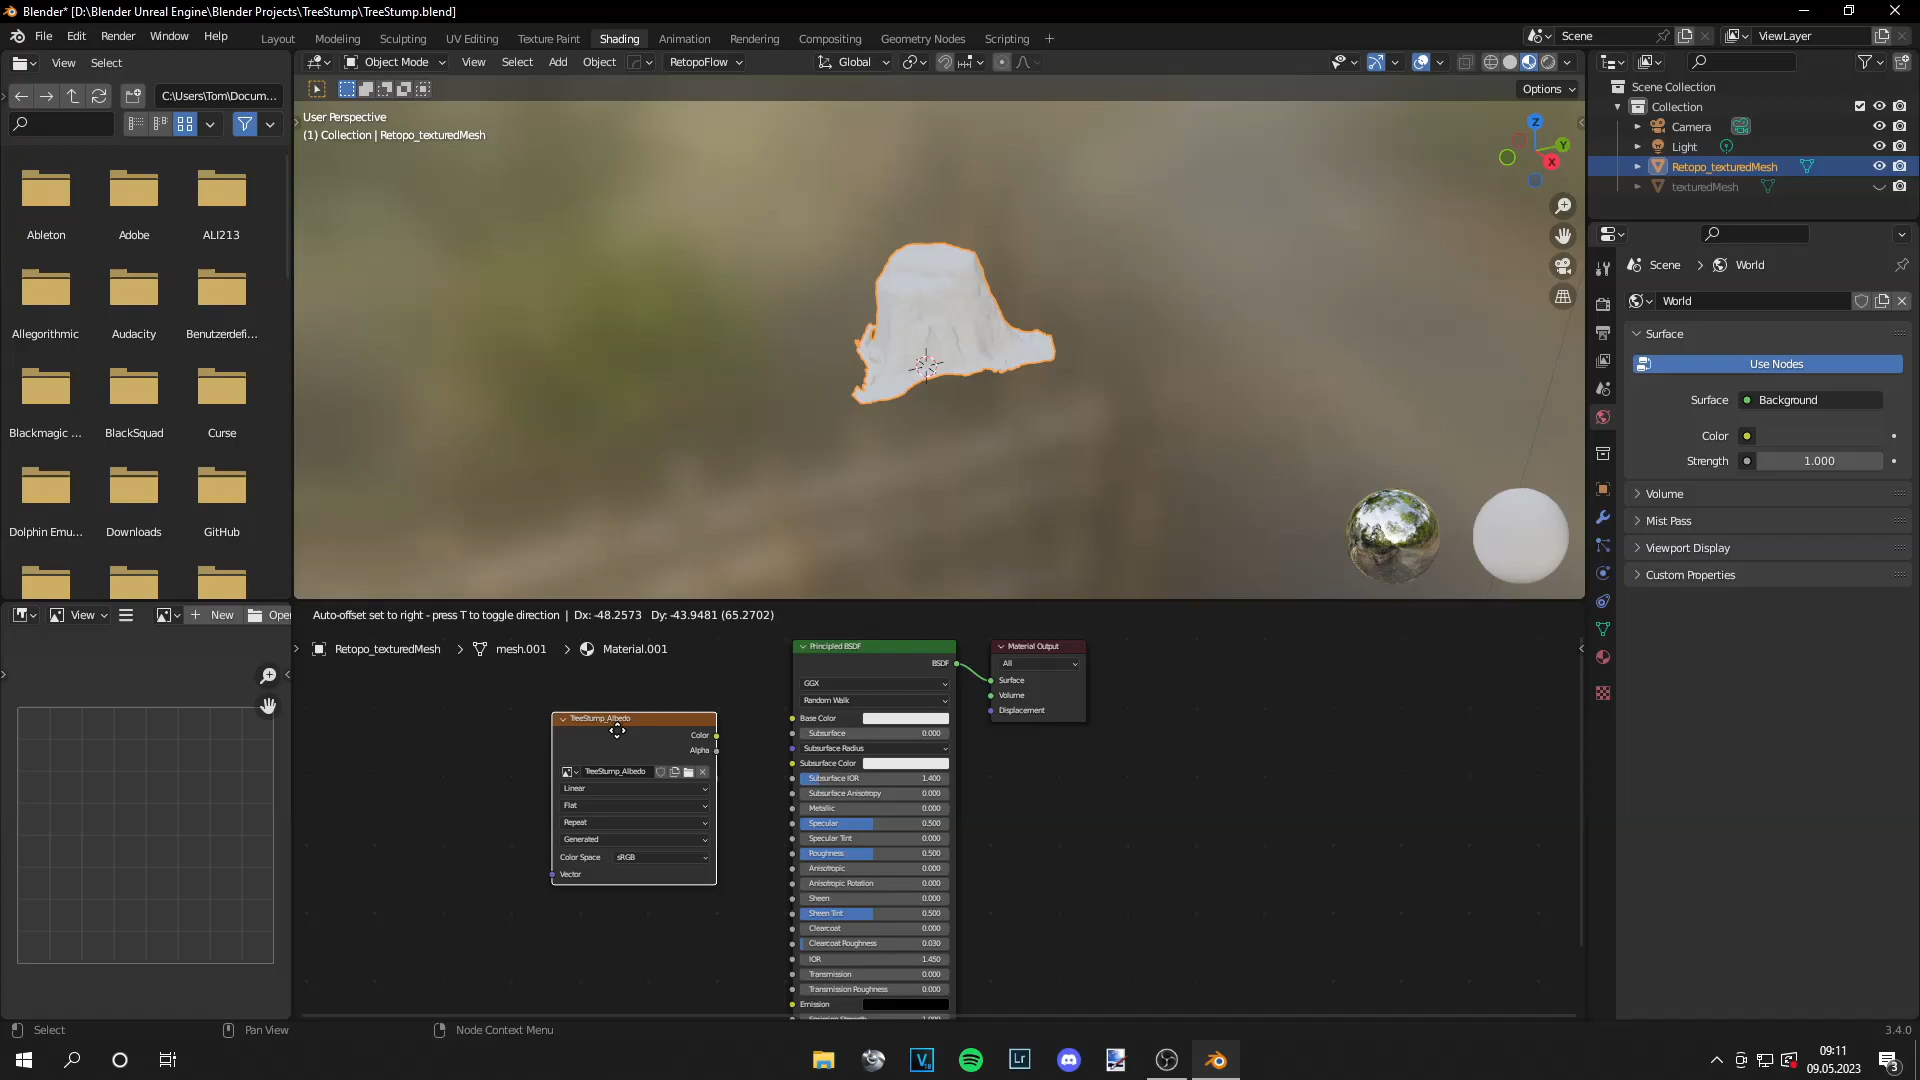 Blender* [D:\Blender Unreal Engine\Blender Projects\TreeStump\TreeStump.blend]
File Edit Render Window Help
Layout Modeling Sculpting UV Editing Texture Paint Shading Animation Rendering Compositing Geometry Nodes Scripting
Scene
ViewLayer
View Select
Object Mode View Select Add Object RetopoFlow Global
C:\Users\Tom\Docum...
Options
User Perspective
(1) Collection | Retopo_texturedMesh
Z
Y
X
Ableton Adobe ALI213
Allegorithmic Audacity Benutzerdefi...
Blackmagic ... BlackSquad Curse
Dolphin Emu... Downloads GitHub
Scene Collection
Collection
Camera
Light
Retopo_texturedMesh
texturedMesh
Scene > World
World
Surface
Use Nodes
Surface Background
Color
Strength 1.000
Volume
Mist Pass
Viewport Display
Custom Properties
View New Open
Auto-offset set to right - press T to toggle direction | Dx: -48.2573 Dy: -43.9481 (65.2702)
Retopo_texturedMesh > mesh.001 > Material.001
TreeStump_Albedo
Color
Alpha
TreeStump_Albedo
Linear
Flat
Repeat
Generated
Color Space sRGB
Vector
Principled BSDF
BSDF
GGX
Random Walk
Base Color
Subsurface 0.000
Subsurface Radius
Subsurface Color
Subsurface IOR 1.400
Subsurface Anisotropy 0.000
Metallic 0.000
Specular 0.500
Specular Tint 0.000
Roughness 0.500
Anisotropic 0.000
Anisotropic Rotation 0.000
Sheen 0.000
Sheen Tint 0.500
Clearcoat 0.000
Clearcoat Roughness 0.030
IOR 1.450
Transmission 0.000
Transmission Roughness 0.000
Emission
Material Output
All
Surface
Volume
Displacement
Select Pan View Node Context Menu
3.4.0
Lr
09:11
09.05.2023
3